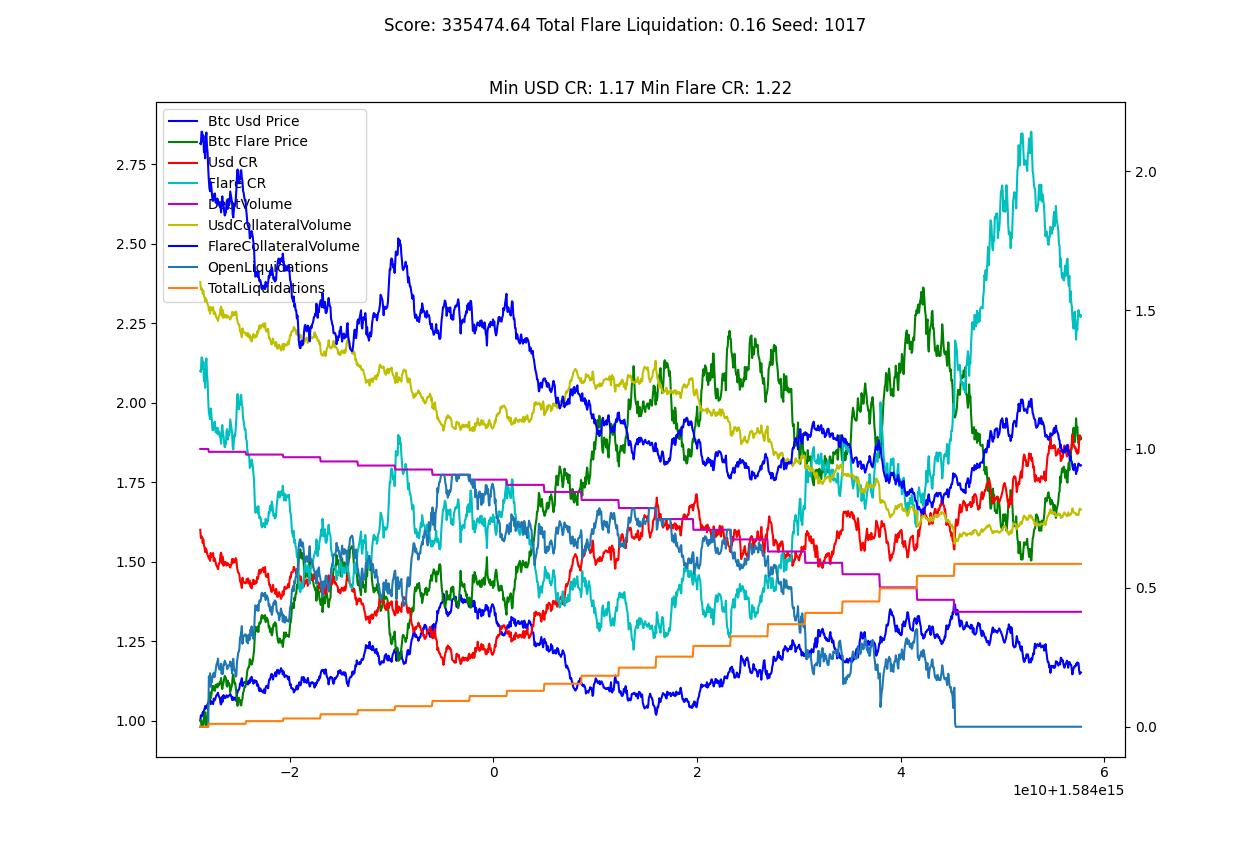 Score: 335474.64 Total Flare Liquidation: 0.16 Seed: 1017
Min USD CR: 1.17 Min Flare CR: 1.22
Btc Usd Price
Btc Flare Price
Usd CR
Flare CR
DebtVolume
UsdCollateralVolume
FlareCollateralVolume
OpenLiquidations
TotalLiquidations
2.75
2.50
2.25
2.00
1.75
1.50
1.25
1.00
2.0
1.5
1.0
0.5
0.0
−2
0
2
4
6
1e10+1.584e15